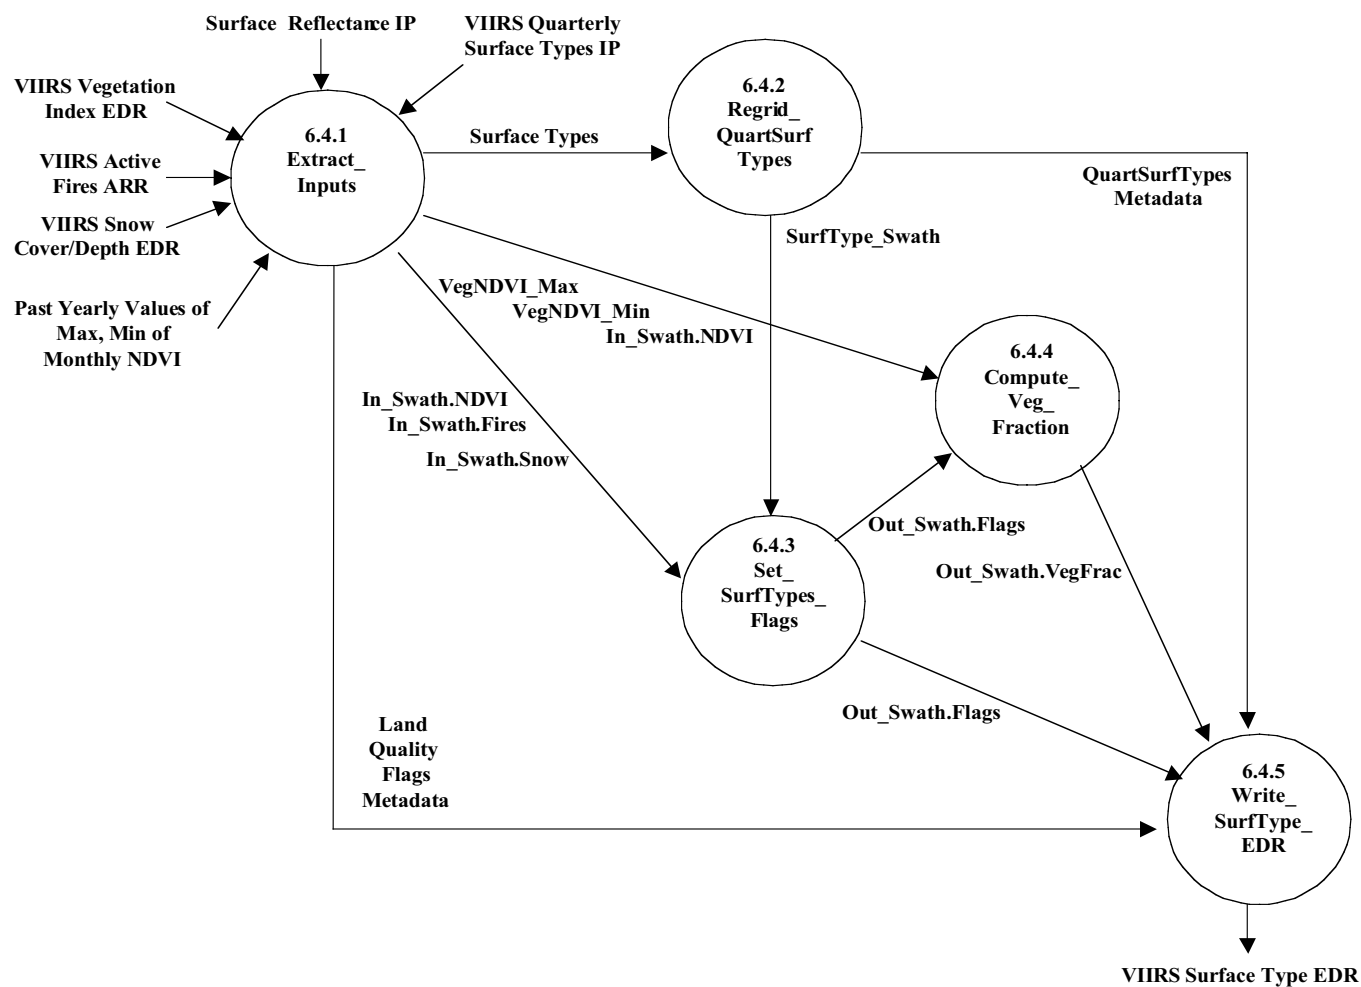 Surface Reflectance IP
VIIRS Quarterly
Surface Types IP
VIIRS Vegetation
Index EDR
VIIRS Active
Fires ARR
VIIRS Snow
Cover/Depth EDR
Past Yearly Values of
Max, Min of
Monthly NDVI
6.4.1
Extract_
Inputs
Surface Types
6.4.2
Regrid_
QuartSurf
Types
QuartSurfTypes
Metadata
SurfType_Swath
VegNDVI_Max
VegNDVI_Min
In_Swath.NDVI
In_Swath.NDVI
In_Swath.Fires
In_Swath.Snow
6.4.4
Compute_
Veg_
Fraction
Out_Swath.Flags
Out_Swath.VegFrac
6.4.3
Set_
SurfTypes_
Flags
Out_Swath.Flags
Land
Quality
Flags
Metadata
6.4.5
Write_
SurfType_
EDR
VIIRS Surface Type EDR